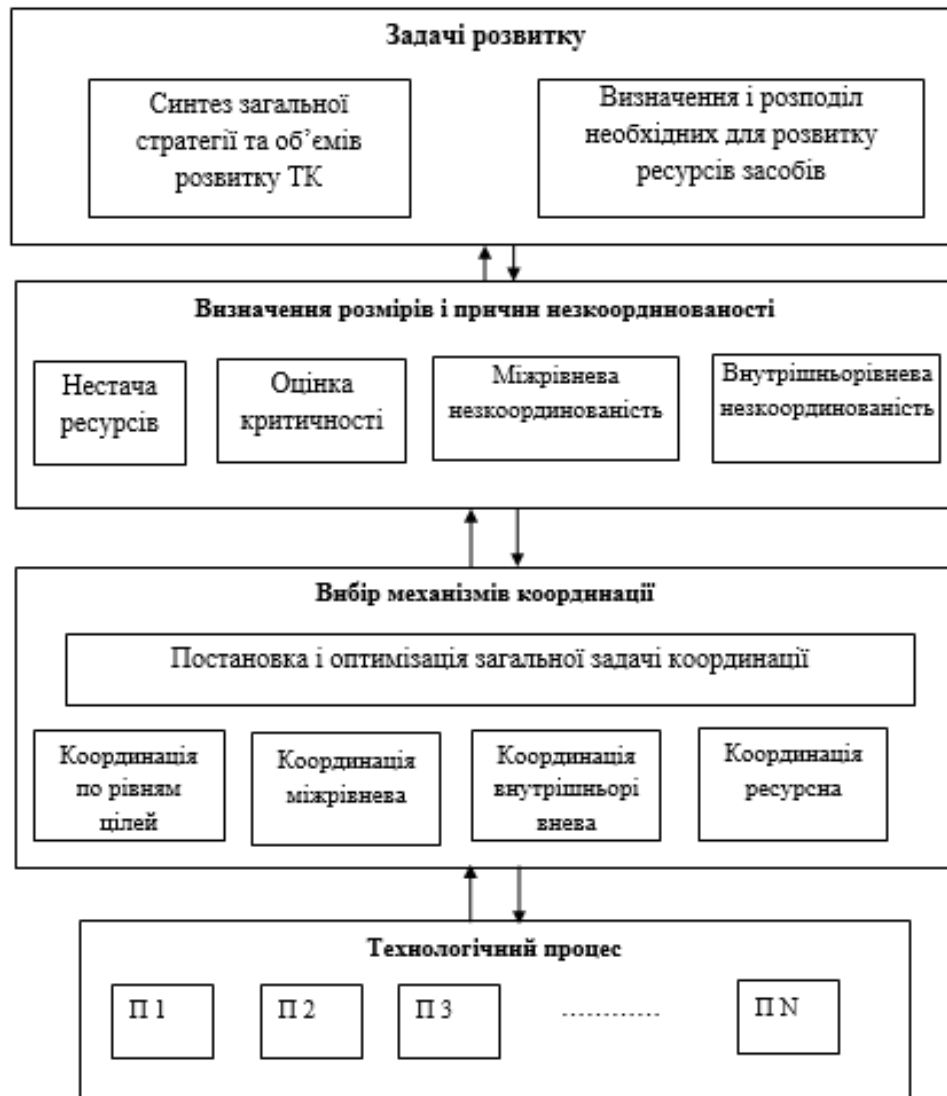 Задачі розвитку
Синтез загальної
стратегії та об’ємів
розвитку ТК
Визначення і розподіл
необхідних для розвитку
ресурсів засобів
Визначення розмірів і причин незкоординованості
Нестача
ресурсів
Оцінка
критичності
Міжрівнева
незкоординованість
Внутрішньорівнева
незкоординованість
Вибір механізмів координації
Постановка і оптимізація загальної задачі координації
Координація
по рівням
цілей
Координація
міжрівнева
Координація
внутрішньорі
внева
Координація
ресурсна
Технологічний процес
П 1
П 2
П 3
............
П N